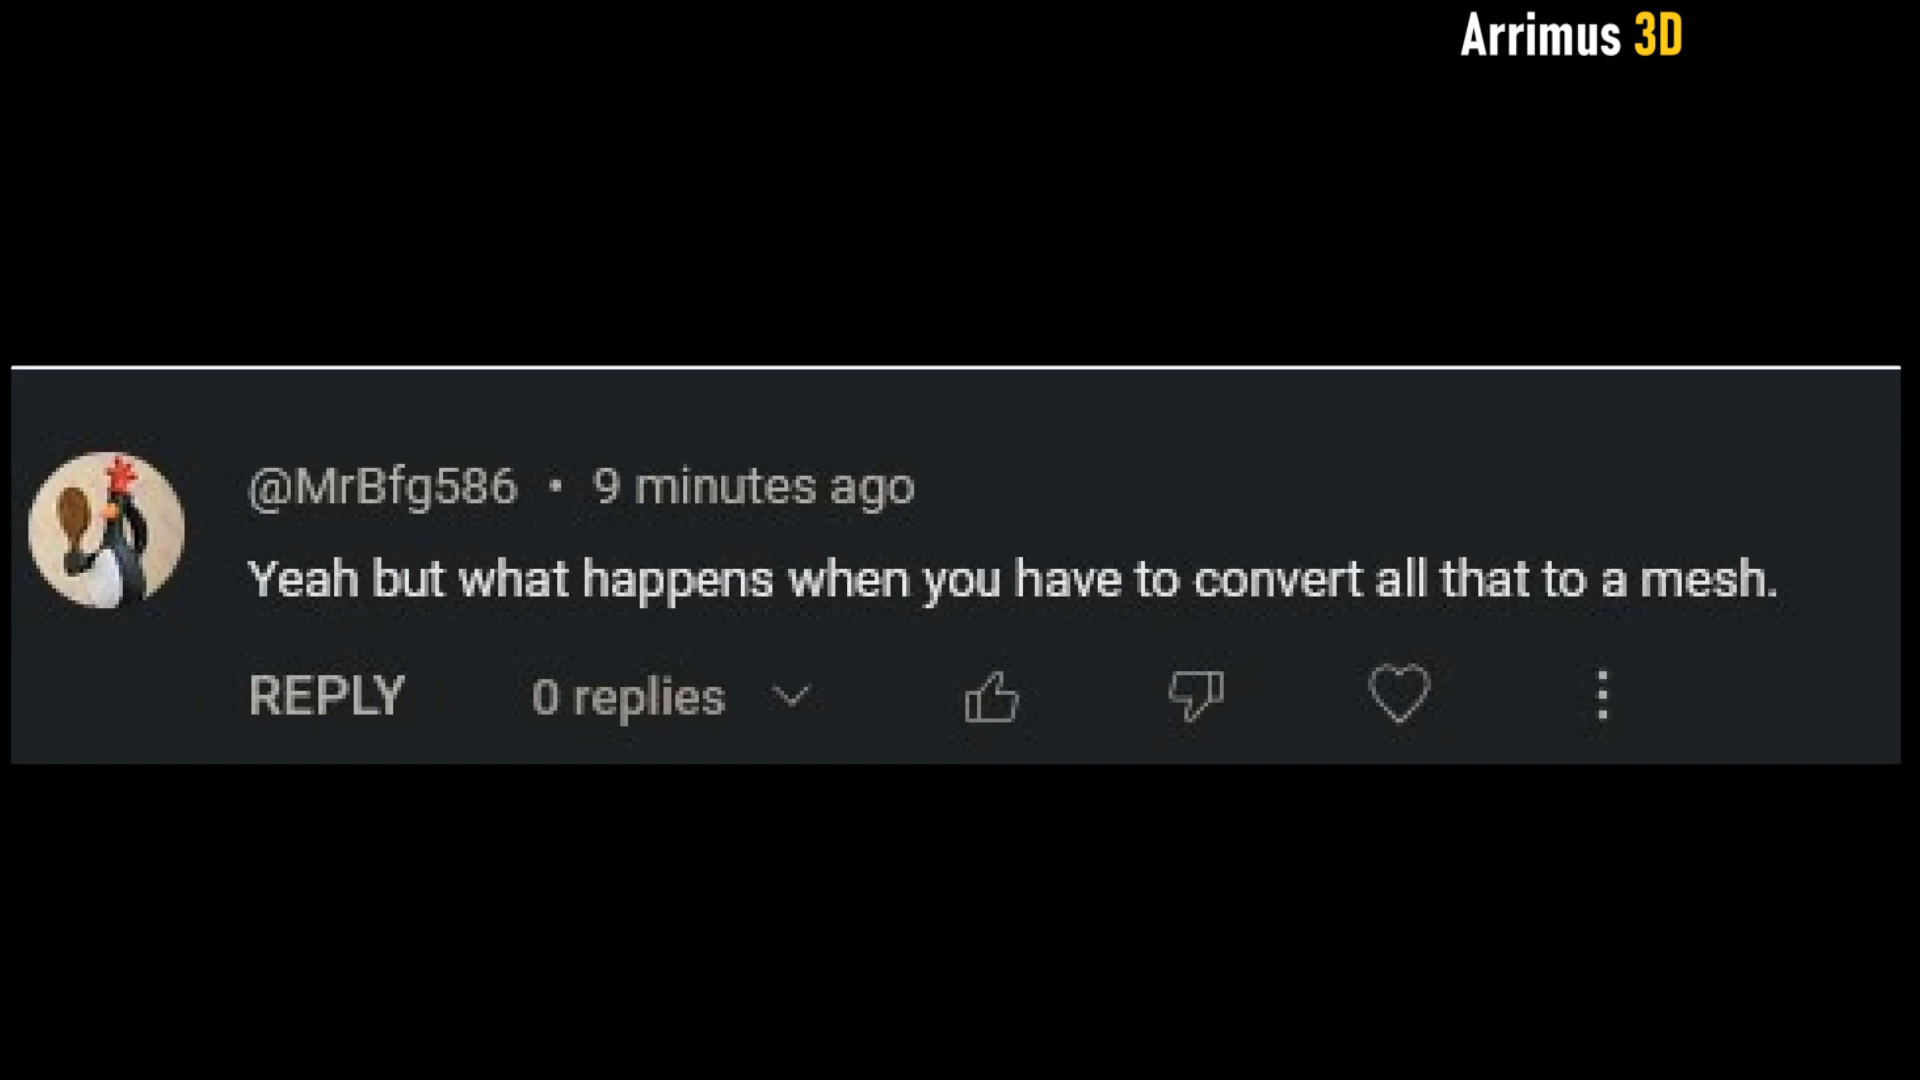 Arrimus 3D
@MrBfg586 • 9 minutes ago
Yeah but what happens when you have to convert all that to a mesh.
REPLY 0 replies